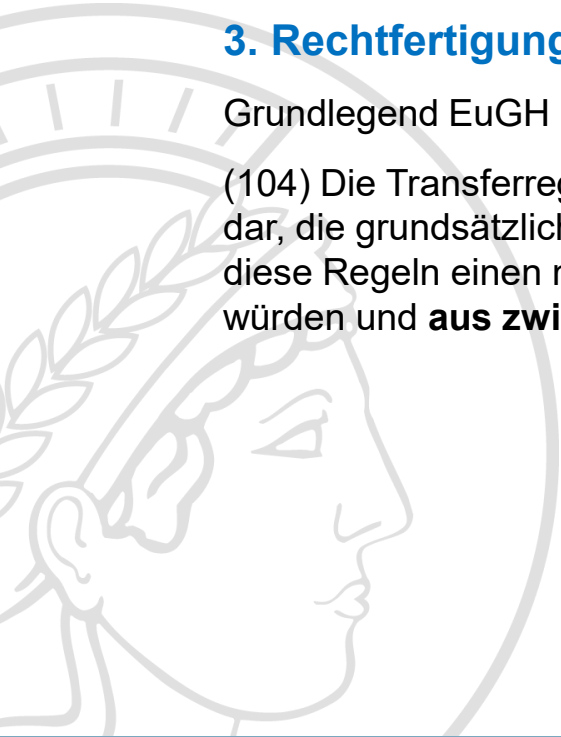 3. Rechtfertigung
Grundlegend EuGH
(104) Die Transferreg
dar, die grundsätzlich
diese Regeln einen
würden und aus zwi